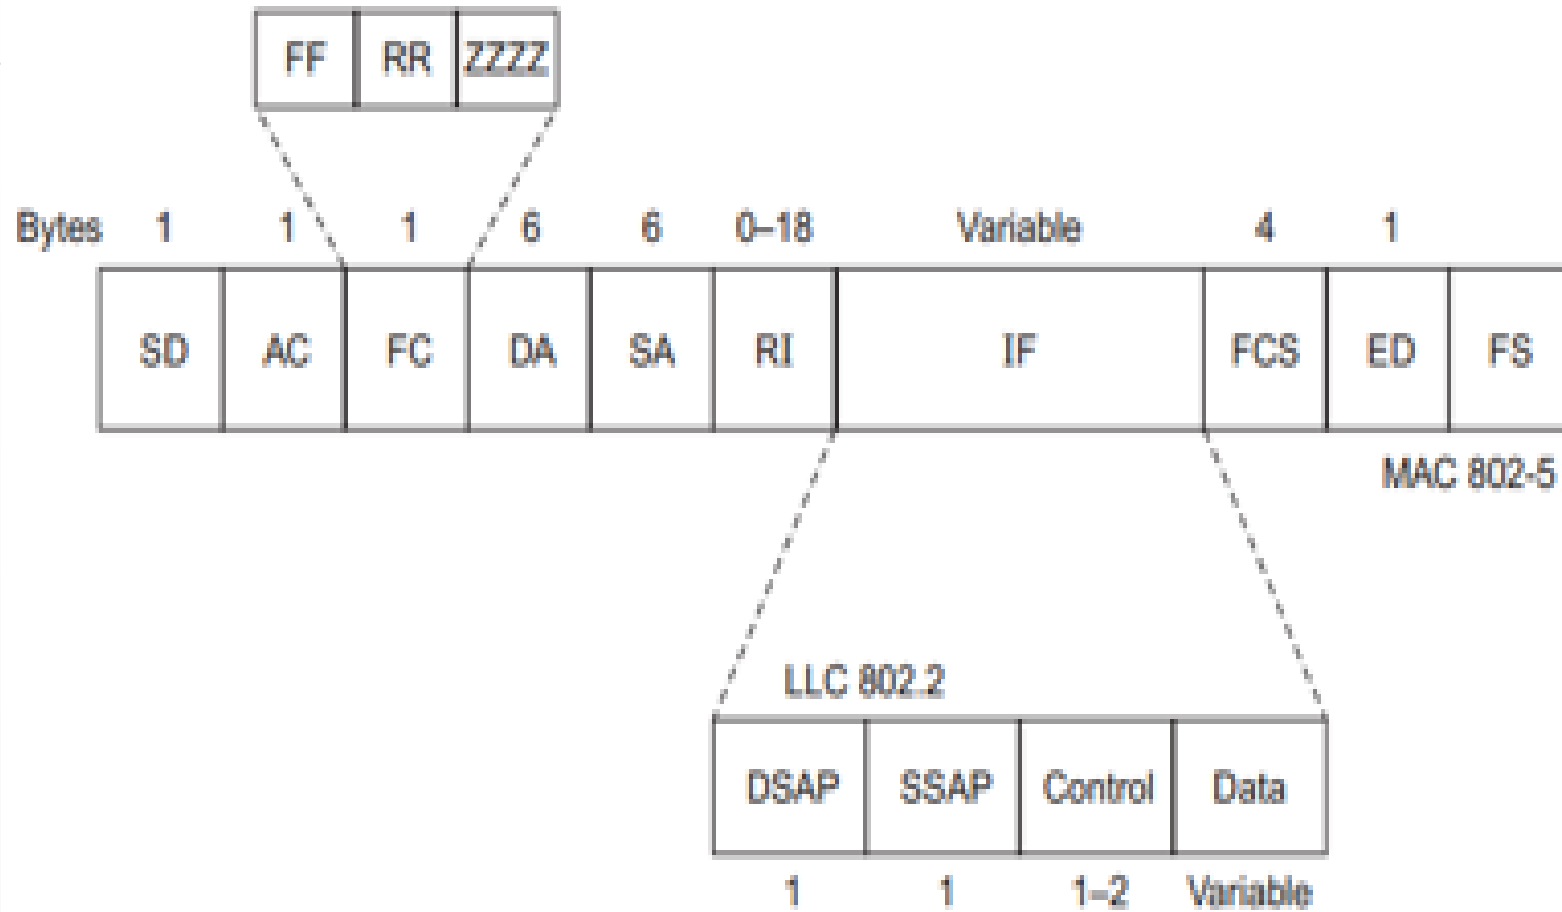 FF RR ZZZZ
Bytes 1 1 1 6 6 0–18 Variable 4 1
SD AC FC DA SA RI IF FCS ED FS
MAC 802-5
LLC 802.2
DSAP SSAP Control Data
1 1 1–2 Variable